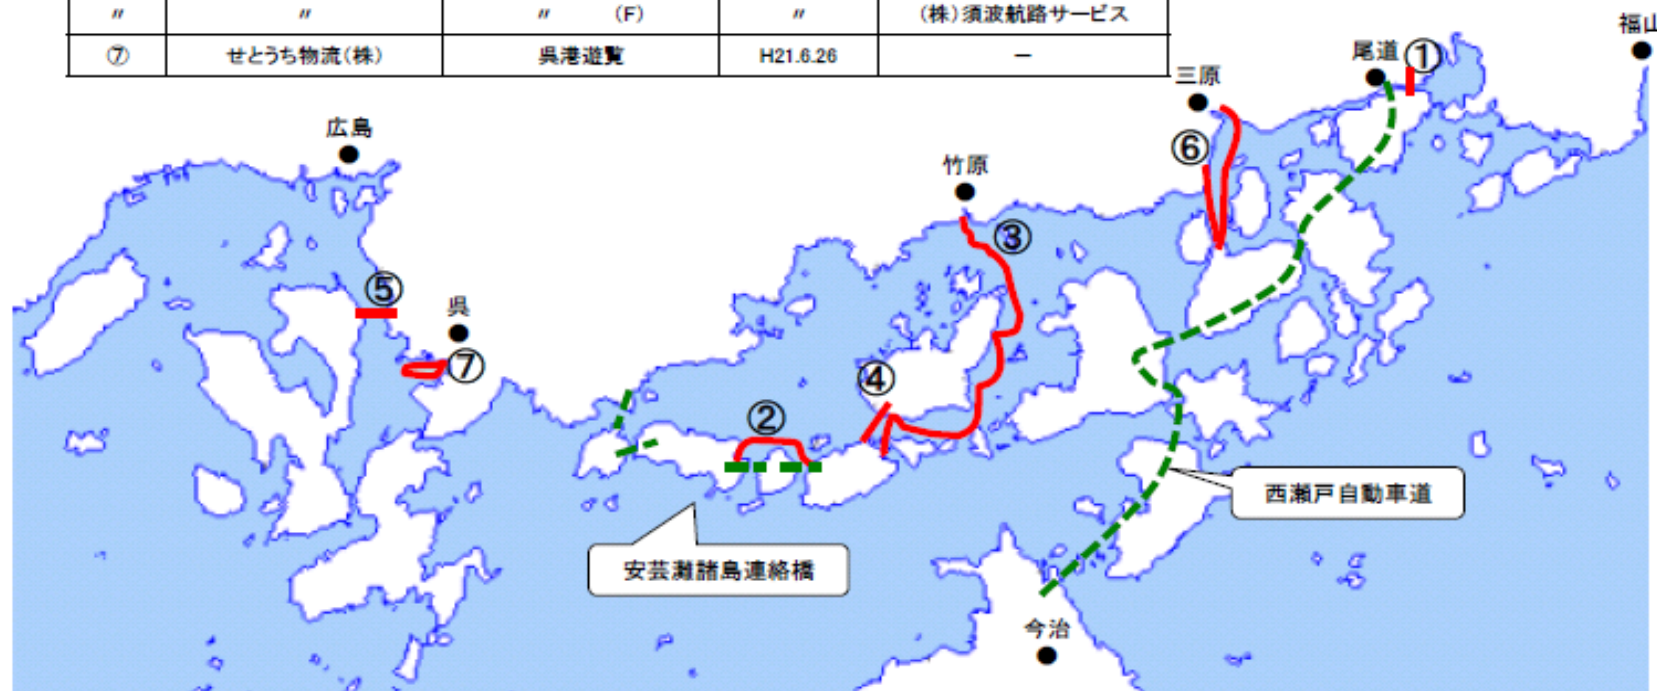 〃 〃 〃 (F) 〃 (株)須波航路サービス
⑦ せとうち物流(株) 呉港遊覧 H21.6.26 －
福山
尾道 ①
三原
広島
⑥
竹原
③
⑤
呉
⑦
④
②
西瀬戸自動車道
安芸灘諸島連絡橋
今治